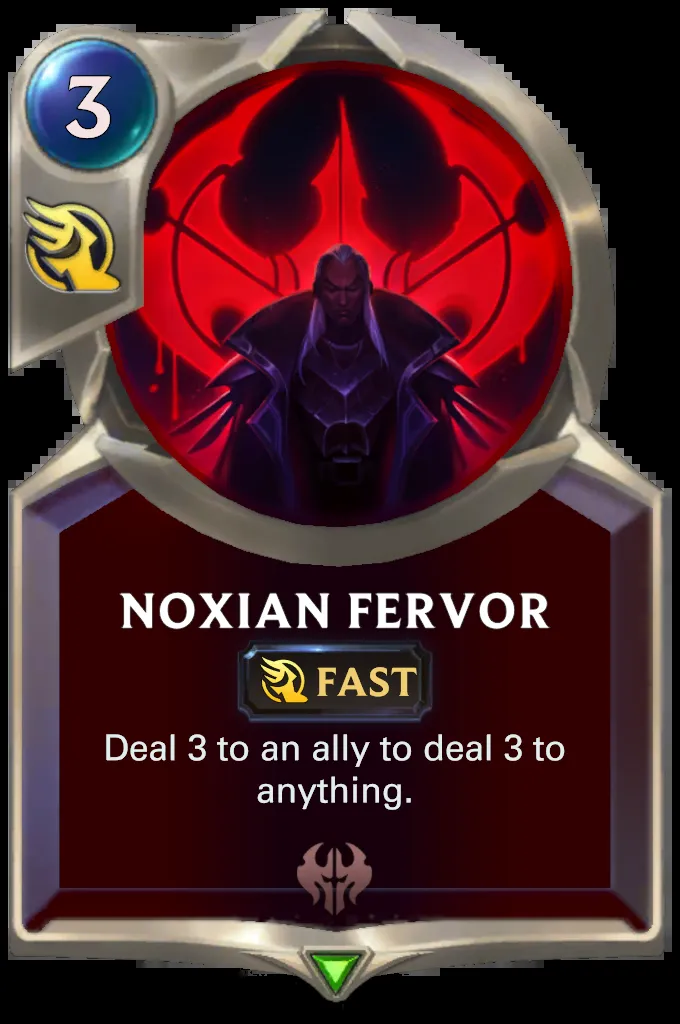 3
NOXIAN FERVOR
FAST
Deal 3 to an ally to deal 3 to
anything.